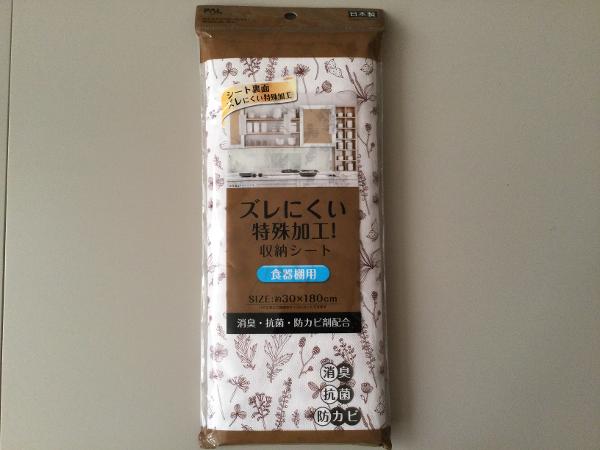 日本製
シート裏面
ズレにくい特殊加工
ズレにくい
特殊加工!
収納シート
食器棚用
SIZE:約30×180cm
消臭・抗菌・防カビ剤配合
消臭
抗菌
防カビ